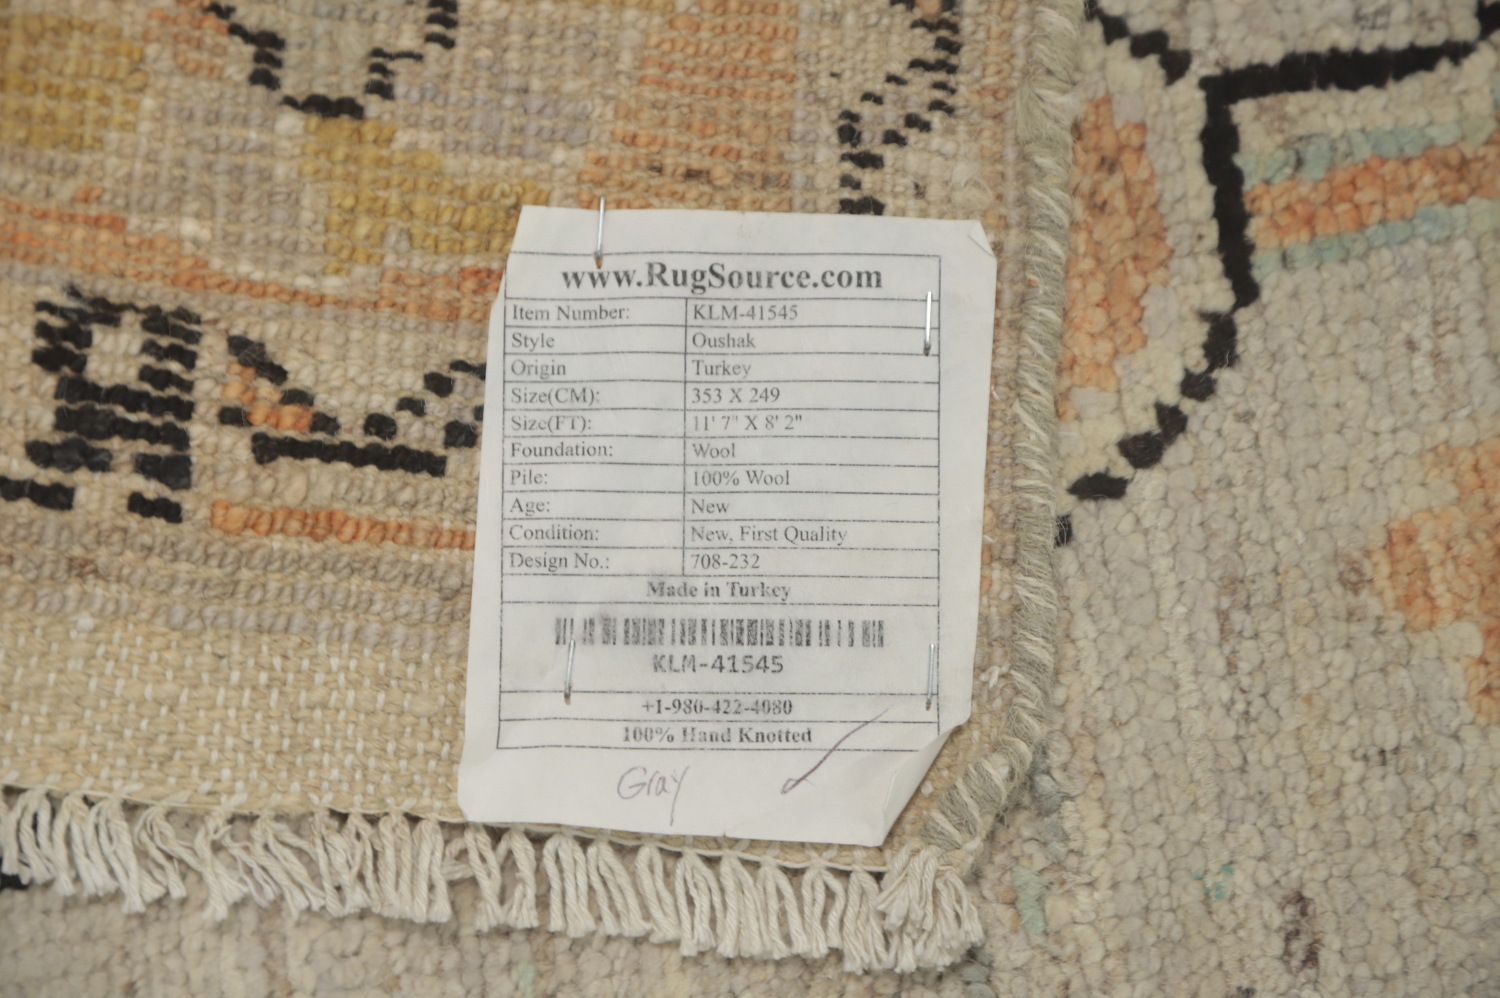 www.RugSource.com
Item Number: KLM-41545
Style Oushak
Origin Turkey
Size(CM): 353 X 249
Size(FT): 11' 7" X 8' 2"
Foundation: Wool
Pile: 100% Wool
Age: New
Condition: New, First Quality
Design No.: 708-232
Made in Turkey
KLM-41545
+1-980-422-4080
100% Hand Knotted
Gray